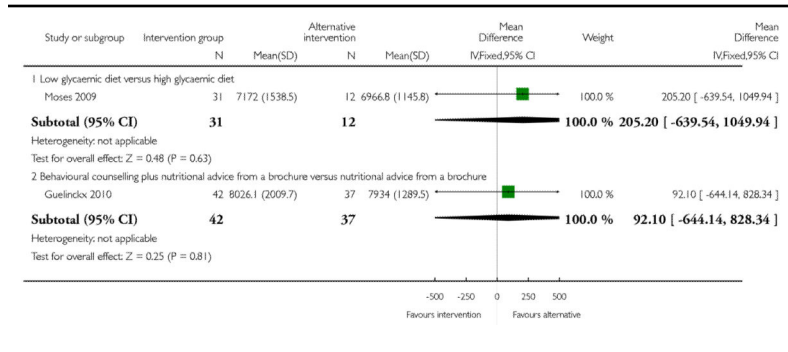 Study or subgroup Intervention group Alternative intervention Mean Difference Weight Mean Difference
N Mean(SD) N Mean(SD) IV,Fixed,95% CI IV,Fixed,95% CI
1 Low glycaemic diet versus high glycaemic diet
Moses 2009 31 7172 (1538.5) 12 6966.8 (1145.8) 100.0 % 205.20 [ -639.54, 1049.94 ]
Subtotal (95% CI) 31 12 100.0 % 205.20 [ -639.54, 1049.94 ]
Heterogeneity: not applicable
Test for overall effect: Z = 0.48 (P = 0.63)
2 Behavioural counselling plus nutritional advice from a brochure versus nutritional advice from a brochure
Guelinckx 2010 42 8026.1 (2009.7) 37 7934 (1289.5) 100.0 % 92.10 [ -644.14, 828.34 ]
Subtotal (95% CI) 42 37 100.0 % 92.10 [ -644.14, 828.34 ]
Heterogeneity: not applicable
Test for overall effect: Z = 0.25 (P = 0.81)
-500 -250 0 250 500
Favours intervention Favours alternative